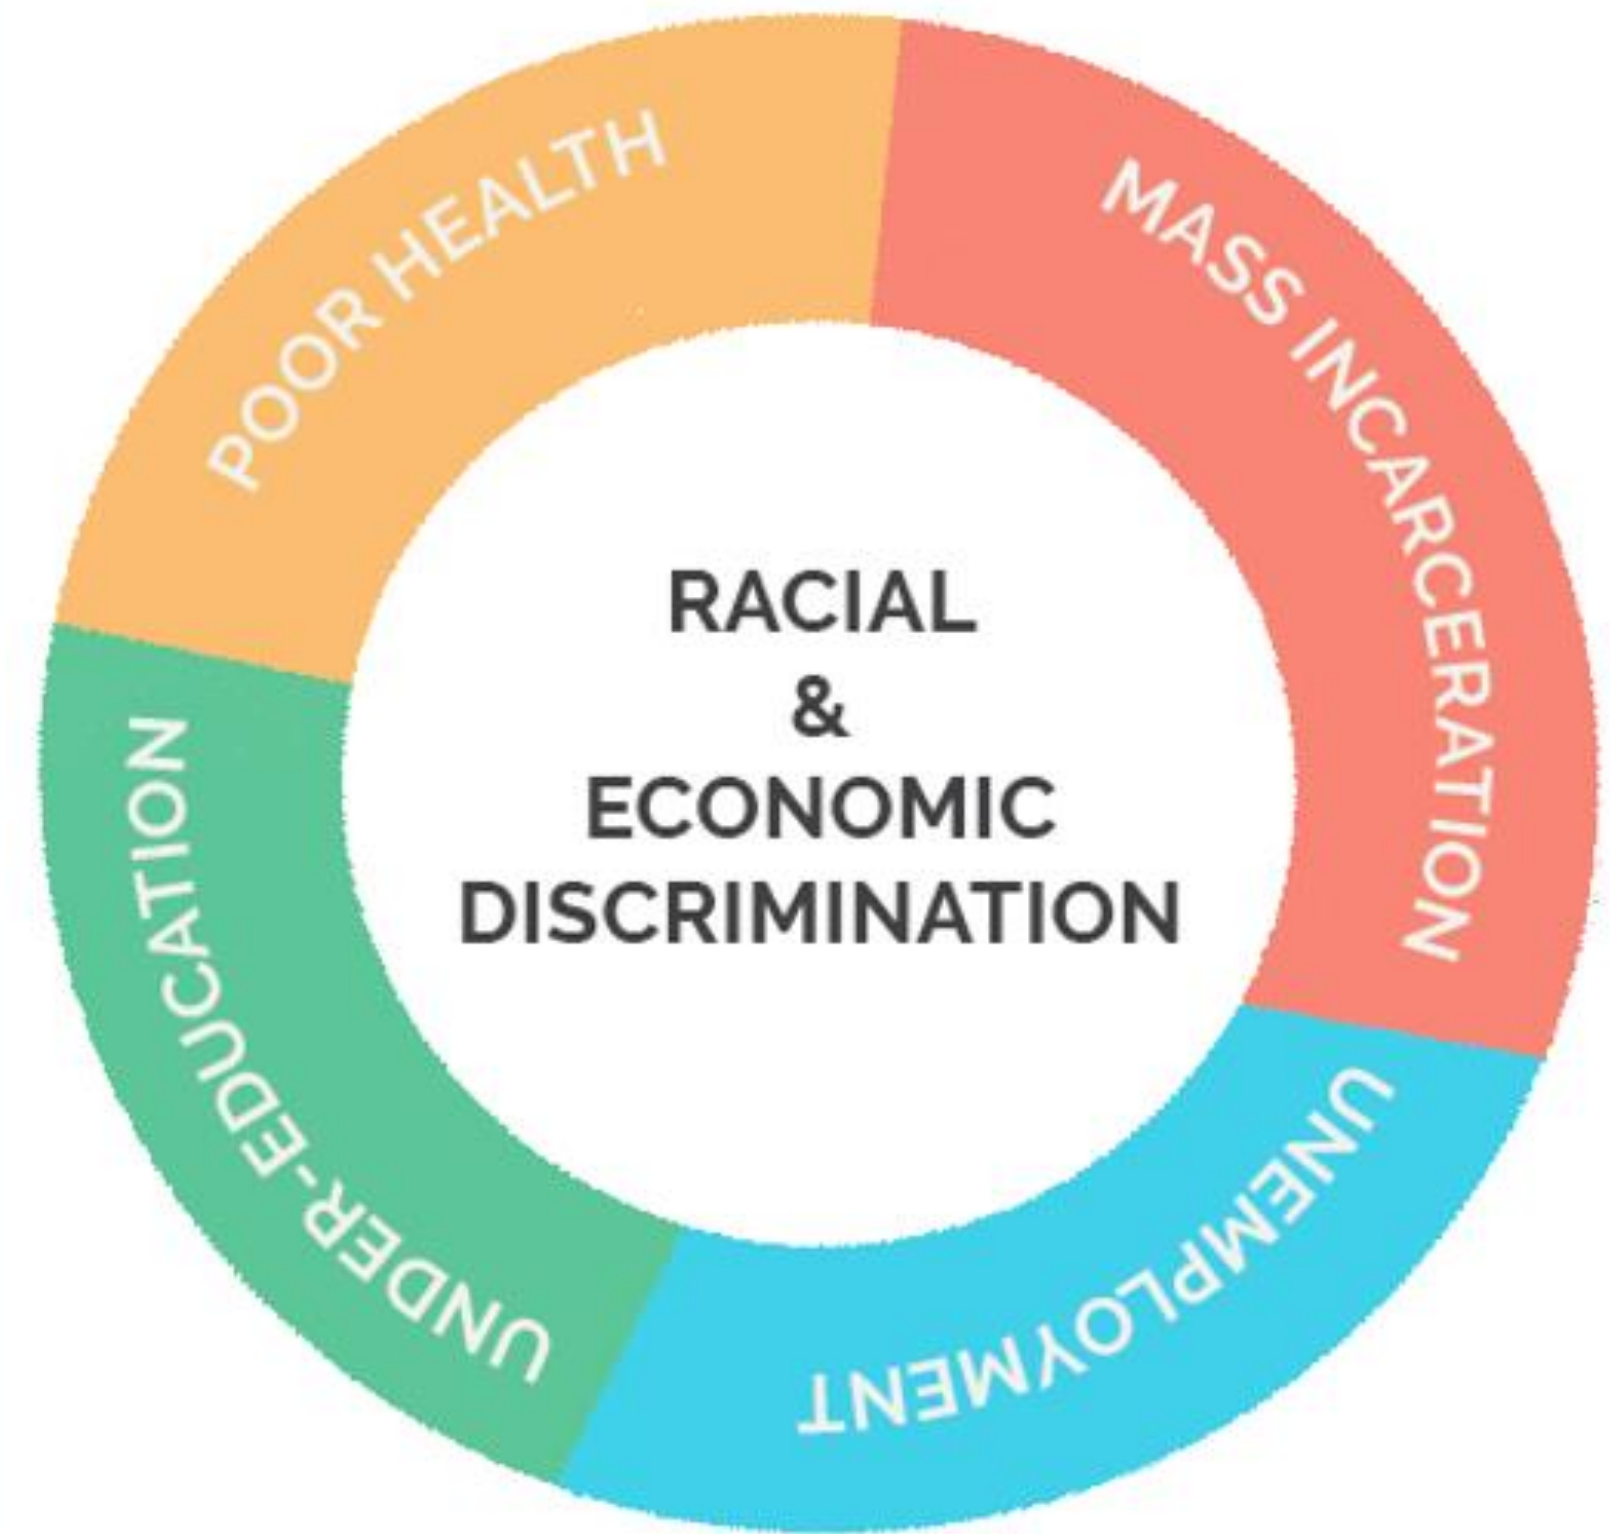 POOR HEALTH
MASS INCARCERATION
RACIAL
&
ECONOMIC
DISCRIMINATION
UNEMPLOYMENT
UNDER-EDUCATION